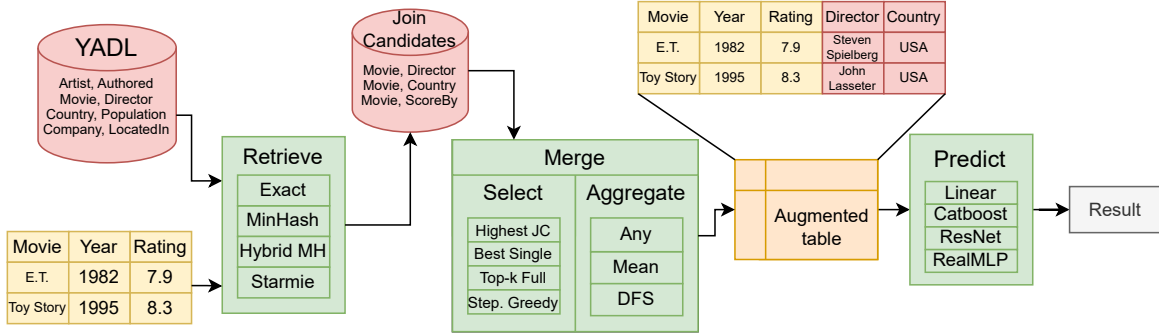 YADL
Artist, Authored
Movie, Director
Country, Population
Company, LocatedIn
Movie Year Rating
E.T. 1982 7.9
Toy Story 1995 8.3
Retrieve
Exact
MinHash
Hybrid MH
Starmie
Join
Candidates
Movie, Director
Movie, Country
Movie, ScoreBy
Merge
Select
Highest JC
Best Single
Top-k Full
Step. Greedy
Aggregate
Any
Mean
DFS
Movie Year Rating Director Country
E.T. 1982 7.9 Steven Spielberg USA
Toy Story 1995 8.3 John Lasseter USA
Augmented
table
Predict
Linear
Catboost
ResNet
RealMLP
Result